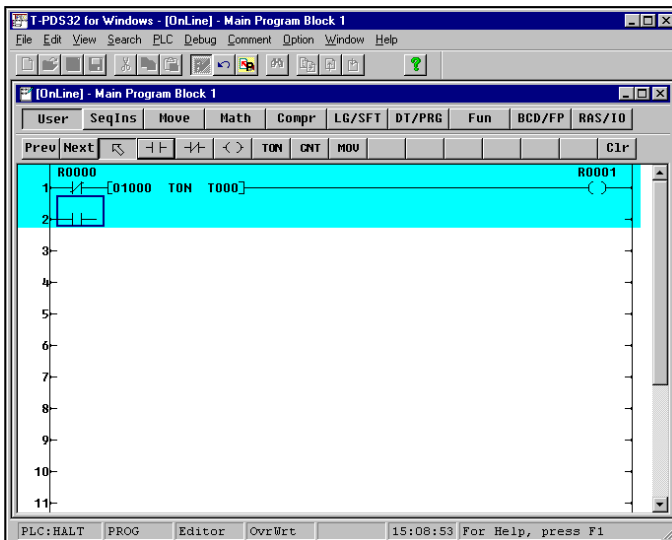 T-PDS32 for Windows - [OnLine] - Main Program Block 1
File Edit View Search PLC Debug Comment Option Window Help
[OnLine] - Main Program Block 1
User SeqIns Move Math Compr LG/SFT DT/PRG Fun BCD/FP RAS/IO
Prev Next TON CNT MOV Clr
R0000 R0001
1 [01000 TON T000]
2
3
4
5
6
7
8
9
10
11
PLC:HALT PROG Editor OvrWrt 15:08:53 For Help, press F1